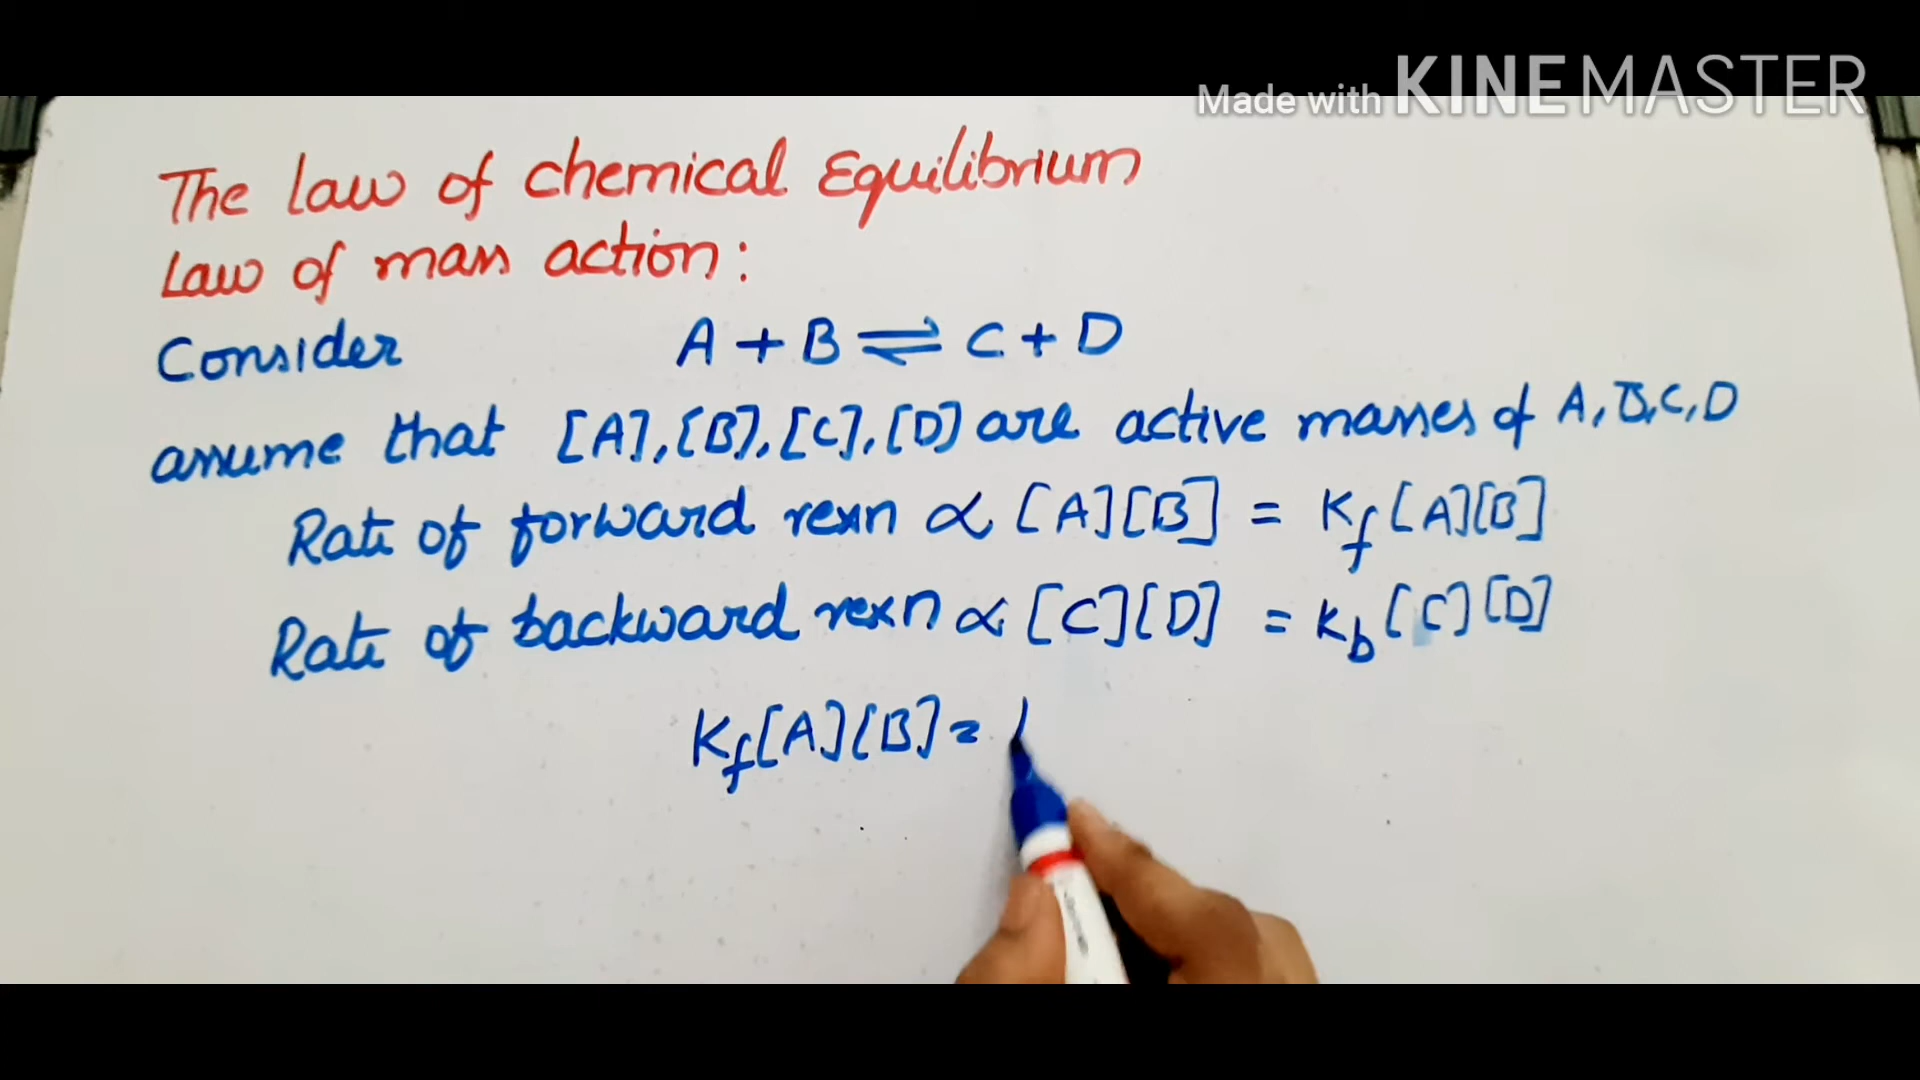 Made with KINEMASTER
The law of chemical Equilibrium
Law of mass action:
Consider A + B ⇌ C + D
assume that [A], [B], [C], [D] are active masses of A, B, C, D
Rate of forward rexn ∝ [A][B] = Kf [A][B]
Rate of backward rexn ∝ [C][D] = Kb [C][D]
Kf[A][B] =